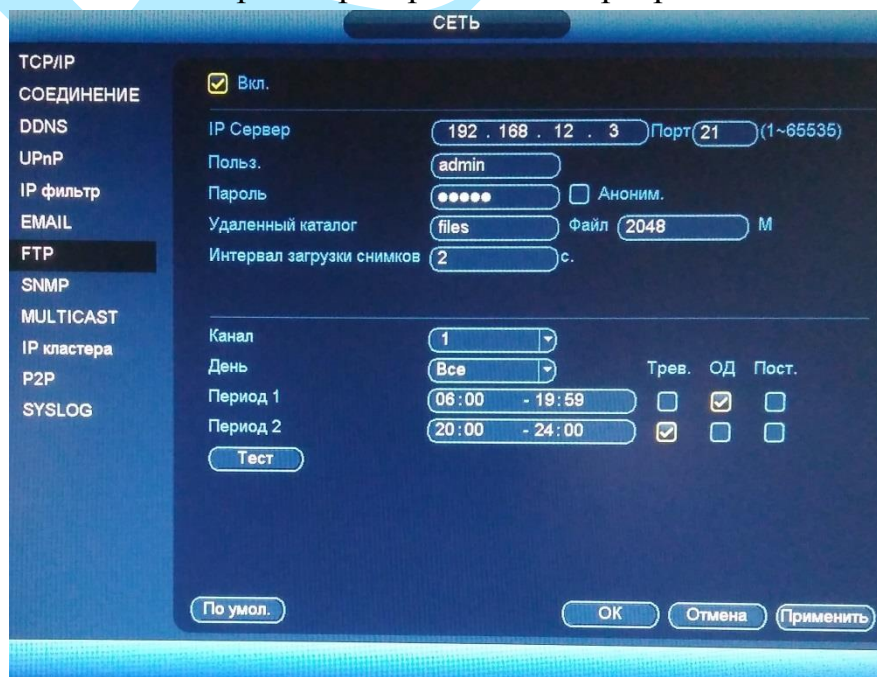 СЕТЬ
TCP/IP
СОЕДИНЕНИЕ
DDNS
UPnP
IP фильтр
EMAIL
FTP
SNMP
MULTICAST
IP кластера
P2P
SYSLOG
Вкл.
IP Сервер 192 . 168 . 12 . 3 Порт 21 (1~65535)
Польз. admin
Пароль ●●●●● Аноним.
Удаленный каталог files Файл 2048 М
Интервал загрузки снимков 2 с.
Канал 1
День Все Трев. ОД Пост.
Период 1 06:00 - 19:59
Период 2 20:00 - 24:00
Тест
По умол. ОК Отмена Применить